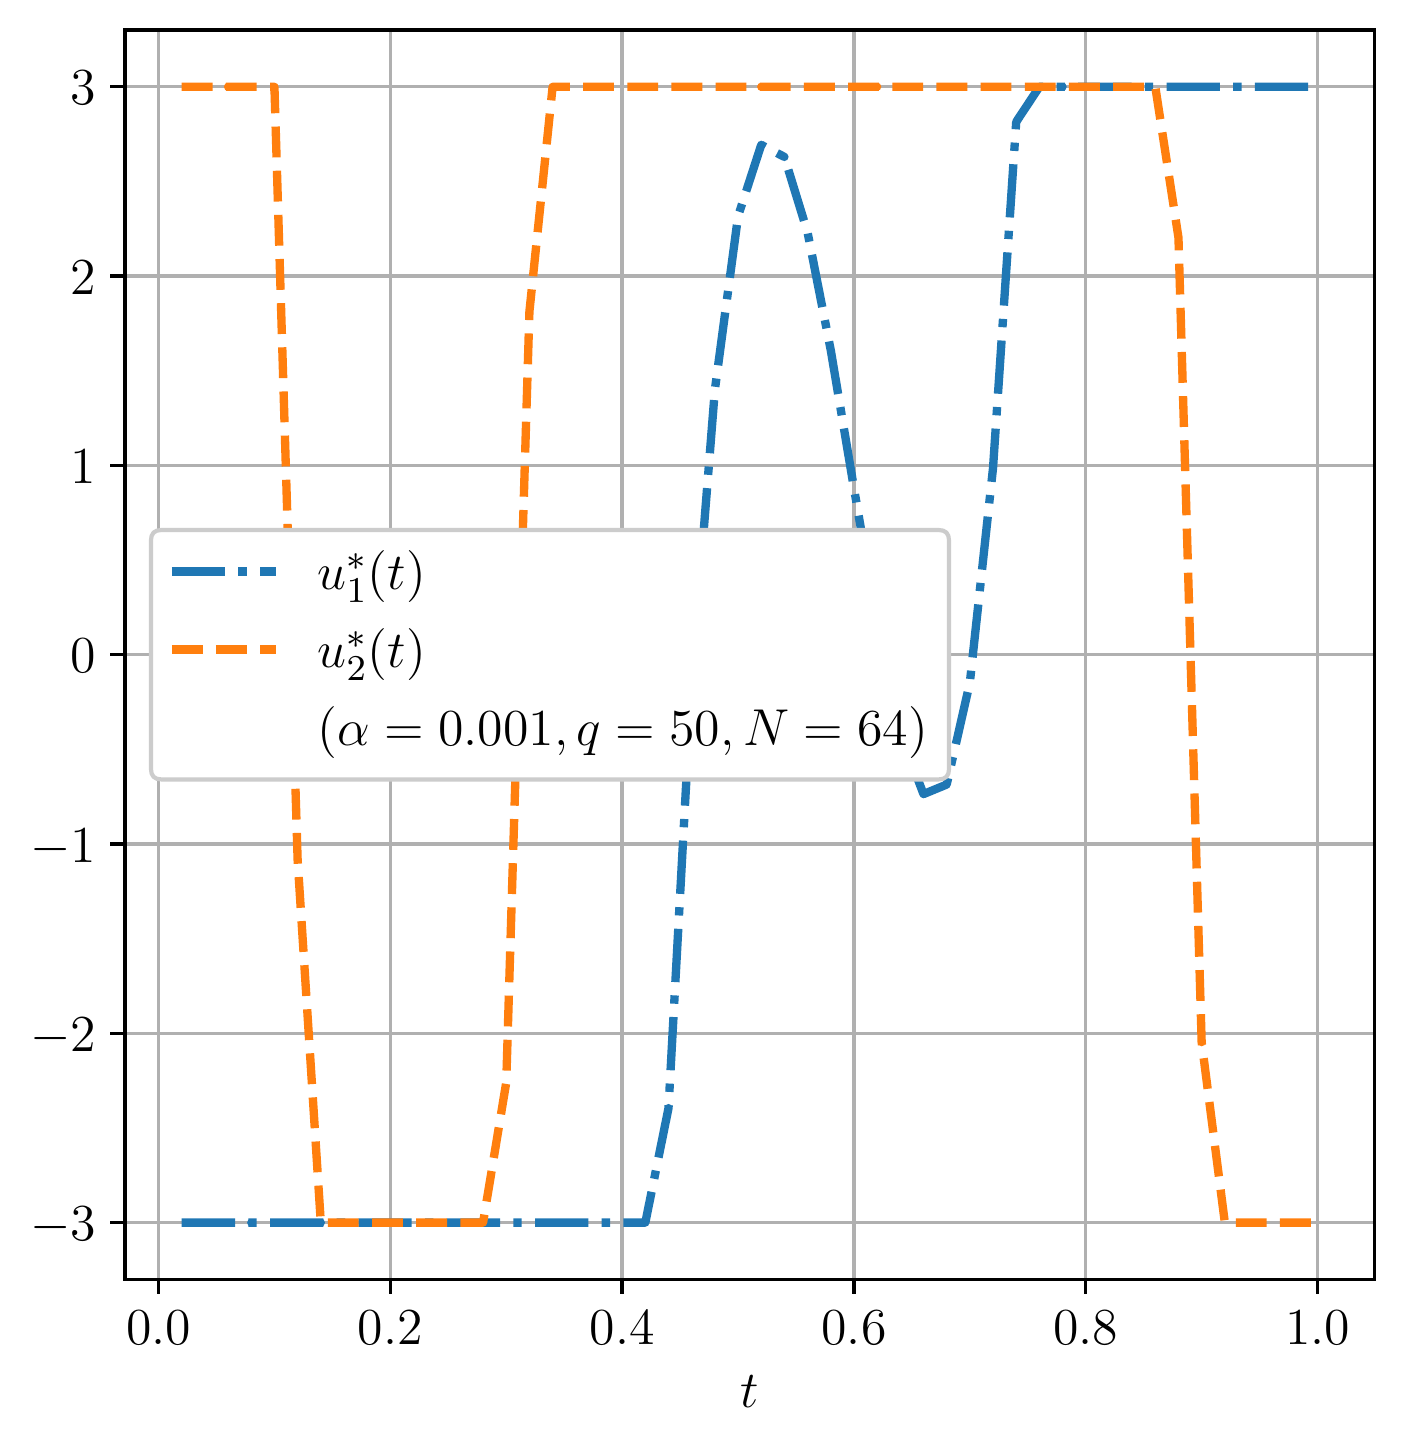 3
2
1
0
−1
−2
−3
u₁*(t)
u₂*(t)
(α = 0.001, q = 50, N = 64)
0.0 0.2 0.4 0.6 0.8 1.0
t